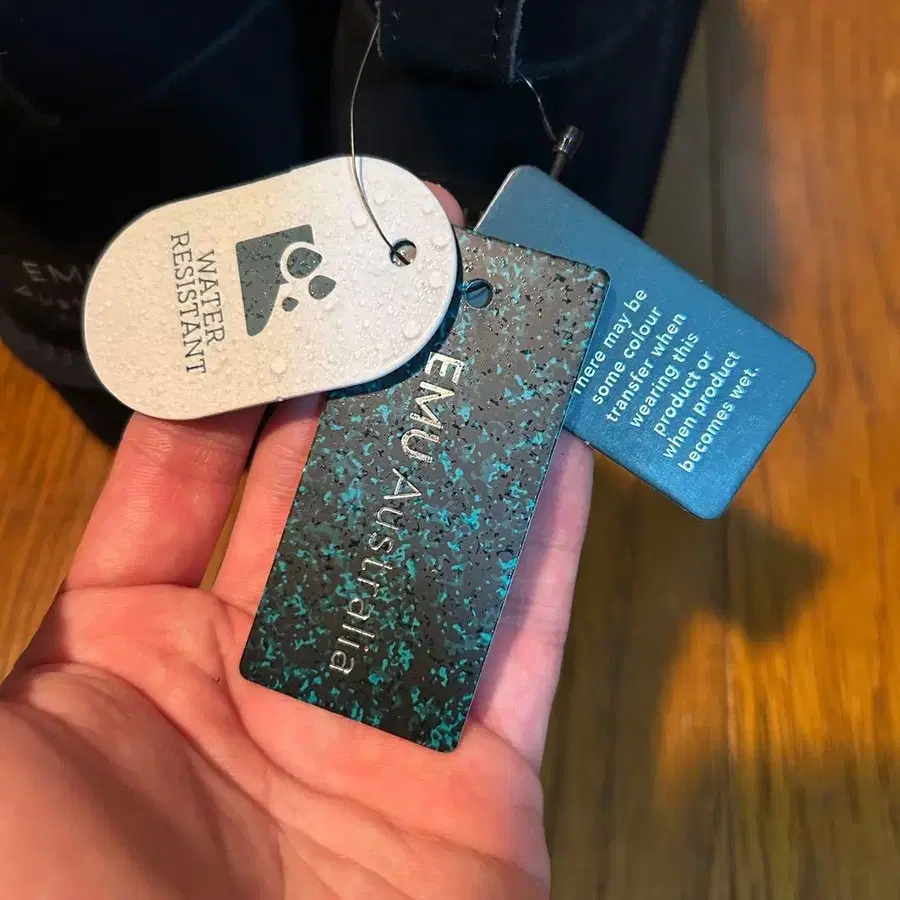 WATER
RESISTANT
EMU Australia
There may be
some colour
transfer when
wearing this
product or
when product
becomes wet.